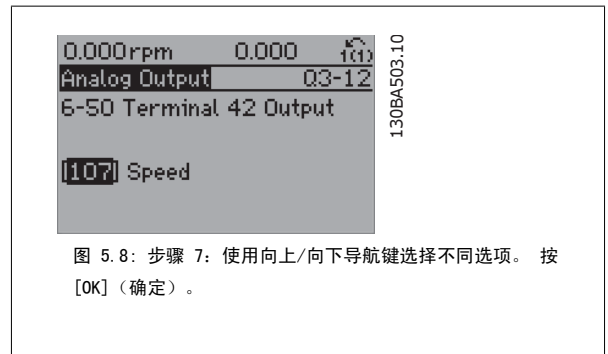 0.000rpm 0.000 1(1)
Analog Output Q3-12
6-50 Terminal 42 Output
[107] Speed
130BA503.10
图 5.8: 步骤 7：使用向上/向下导航键选择不同选项。 按
[OK]（确定）。